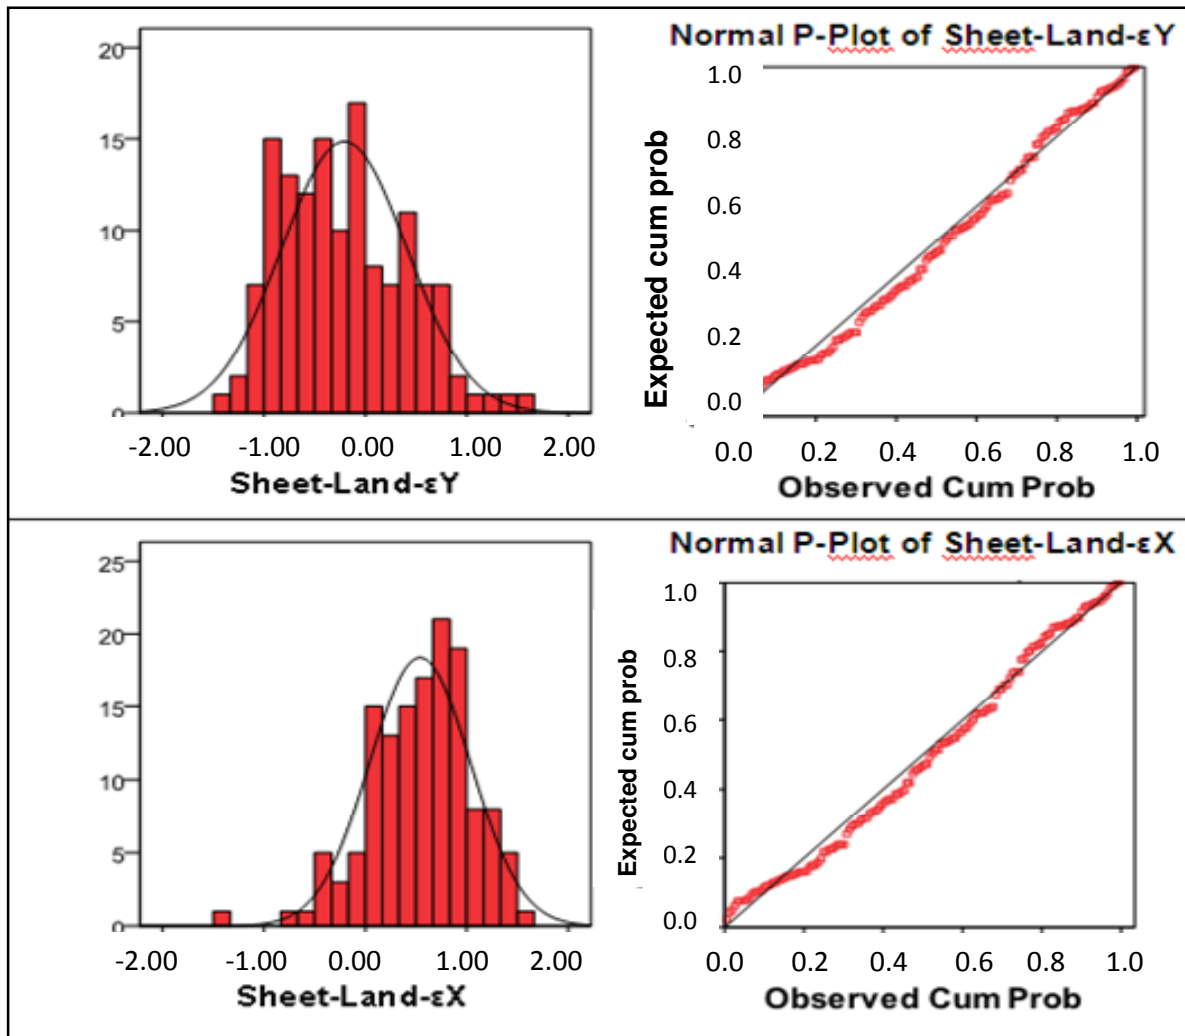 20
15
10
5
0
-2.00 -1.00 0.00 1.00 2.00
Sheet-Land-εY
Normal P-Plot of Sheet-Land-εY
Expected cum prob
1.0
0.8
0.6
0.4
0.2
0.0
0.0 0.2 0.4 0.6 0.8 1.0
Observed Cum Prob
25
20
15
10
5
0
-2.00 -1.00 0.00 1.00 2.00
Sheet-Land-εX
Normal P-Plot of Sheet-Land-εX
Expected cum prob
1.0
0.8
0.6
0.4
0.2
0.0
0.0 0.2 0.4 0.6 0.8 1.0
Observed Cum Prob